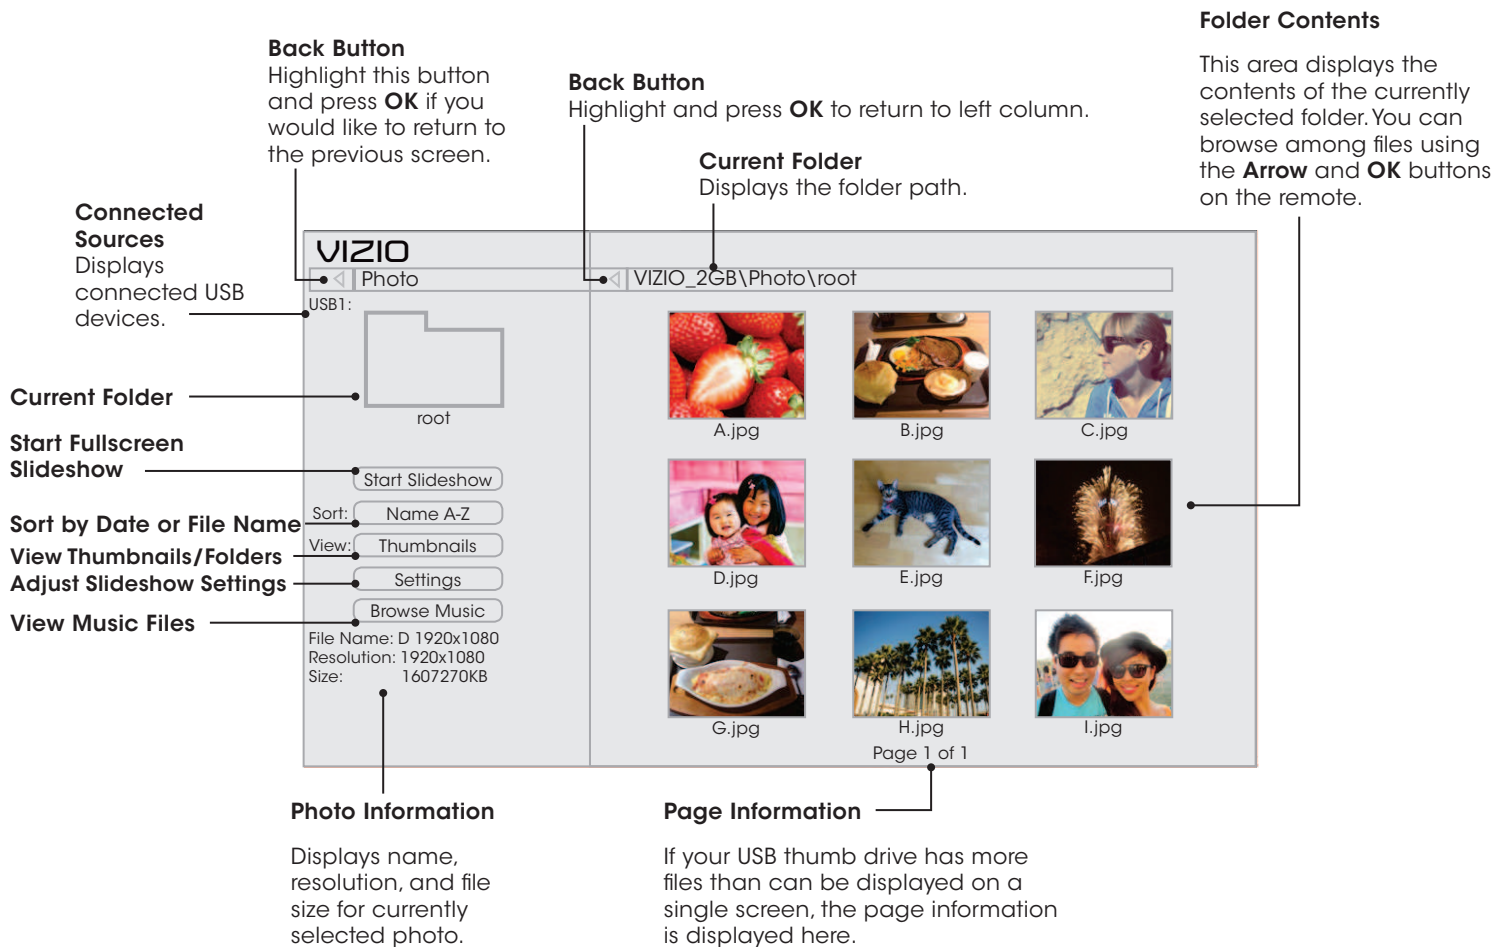 Folder Contents
This area displays the
contents of the currently
selected folder. You can
browse among files using
the Arrow and OK buttons
on the remote.
Back Button
Highlight this button
and press OK if you
would like to return to
the previous screen.
Back Button
Highlight and press OK to return to left column.
Current Folder
Displays the folder path.
Connected
Sources
Displays
connected USB
devices.
Current Folder
Start Fullscreen
Slideshow
Sort by Date or File Name
View Thumbnails/Folders
Adjust Slideshow Settings
View Music Files
VIZIO
Photo
USB1:
root
Start Slideshow
Sort: Name A-Z
View: Thumbnails
Settings
Browse Music
File Name: D 1920x1080
Resolution: 1920x1080
Size: 1607270KB
VIZIO_2GB\Photo\root
A.jpg B.jpg C.jpg
D.jpg E.jpg F.jpg
G.jpg H.jpg I.jpg
Page 1 of 1
Photo Information
Displays name,
resolution, and file
size for currently
selected photo.
Page Information
If your USB thumb drive has more
files than can be displayed on a
single screen, the page information
is displayed here.